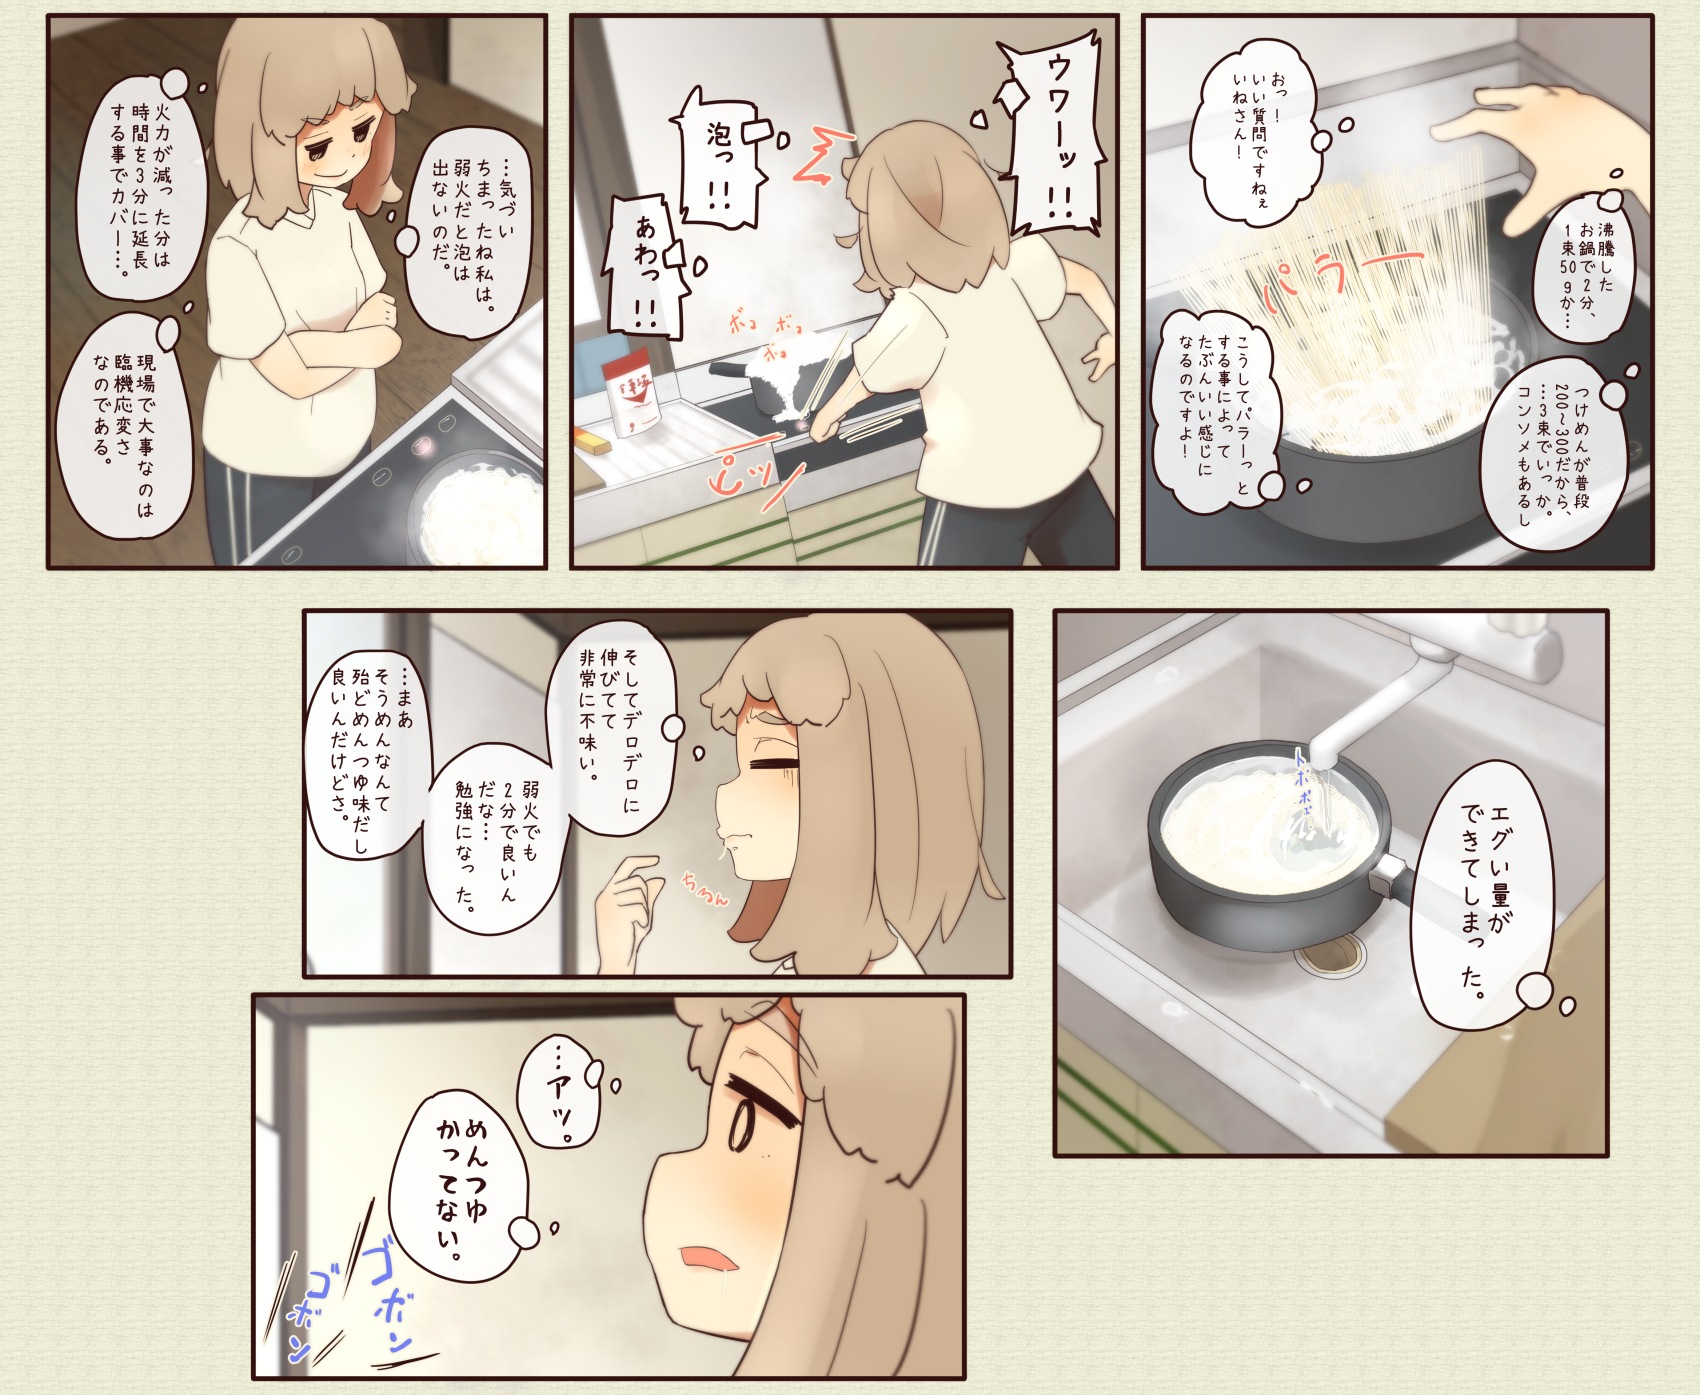 おっ！
いい質問ですねぇ
いねさん！
沸騰した
お鍋で2分、
1束50gか…
つけめんが普段
200〜300だから、
…3束でいっか。
コンソメもあるし
パラー
こうしてパラーっと
する事によって
たぶんいい感じに
なるのですよ！
ウワーッ!!
泡っ!!
あわっ!!
ボコ
ボコ
ボコ
ピッ
…気づい
ちまったね私は。
弱火だと泡は
出ないのだ。
火力が減った分は
時間を3分に延長
する事でカバー…。
現場で大事なのは
臨機応変さ
なのである。
エグい量が
できてしまった。
トポポポ
そしてデロデロに
伸びてて
非常に不味い。
弱火でも
2分で良いん
だな…
勉強になった。
…まあ
そうめんなんて
殆どめんつゆ味だし
良いんだけどさ。
ちゅるん
…アッ。
めんつゆ
かってない。
ゴボン
ゴボン